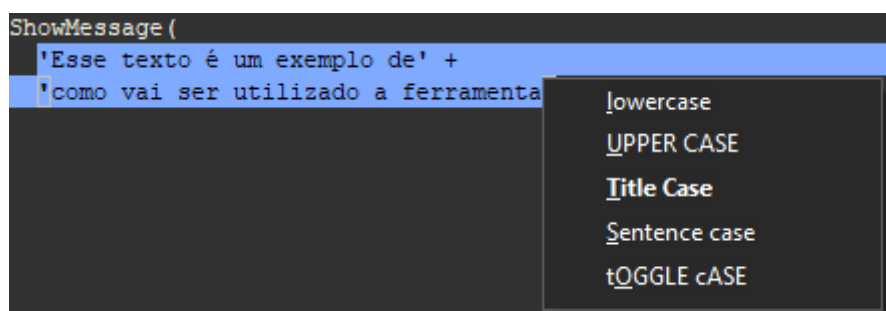 ShowMessage(
'Esse texto é um exemplo de' +
'como vai ser utilizado a ferramenta
lowercase
UPPER CASE
Title Case
Sentence case
tOGGLE cASE